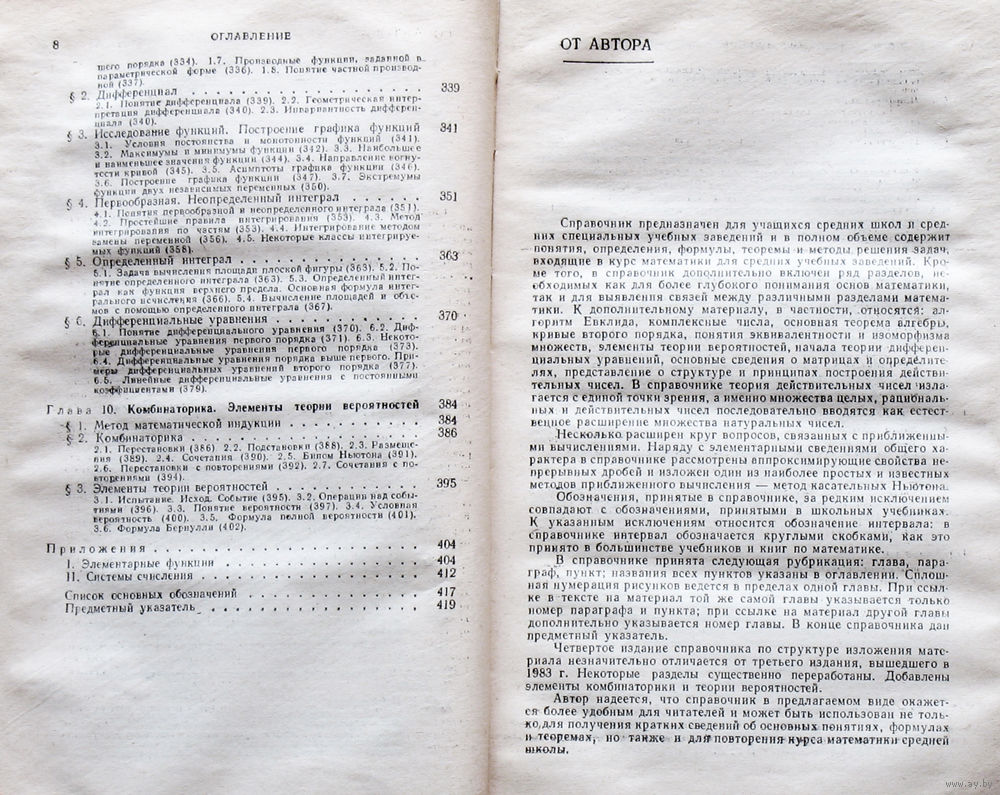 8
ОГЛАВЛЕНИЕ
шего порядка (334). 1.7. Производные функции, заданной в
параметрической форме (336). 1.8. Понятие частной производ-
ной (337).
§ 2. Дифференциал . . . . . . . . . . . . . . . . 339
2.1. Понятие дифференциала (339). 2.2. Геометрическая интер-
претация дифференциала (340). 2.3. Инвариантность дифферен-
циала (340).
§ 3. Исследование функций. Построение графика функций 341
3.1. Условия постоянства и монотонности функций (341).
3.2. Максимумы и минимумы функции (342). 3.3. Наибольшее
и наименьшее значения функции (344). 3.4. Направление вогну-
тости кривой (345). 3.5. Асимптоты графика функции (346).
3.6. Построение графика функции (347). 3.7. Экстремумы
функции двух независимых переменных (350).
§ 4. Первообразная. Неопределенный интеграл . . . . . . 351
4.1. Понятия первообразной и неопределенного интеграла (351).
4.2. Простейшие правила интегрирования (353). 4.3. Метод
интегрирования по частям (353). 4.4. Интегрирование методом
замены переменной (356). 4.5. Некоторые классы интегрируе-
мых функций (358).
§ 5. Определенный интеграл . . . . . . . . . . . . . 363
5.1. Задача вычисления площади плоской фигуры (363). 5.2. По-
нятие определенного интеграла (363). 5.3. Определенный интег-
рал как функция верхнего предела. Основная формула интег-
рального исчисления (366). 5.4. Вычисление площадей и объе-
мов с помощью определенного интеграла (367).
§ 6. Дифференциальные уравнения . . . . . . . . . . 370
6.1. Понятие дифференциального уравнения (370). 6.2. Диф-
ференциальные уравнения первого порядка (371). 6.3. Некото-
рые дифференциальные уравнения первого порядка (373).
6.4. Дифференциальные уравнения порядка выше первого. При-
меры дифференциальных уравнений второго порядка (377).
6.5. Линейные дифференциальные уравнения с постоянными
коэффициентами (379).
Глава 10. Комбинаторика. Элементы теории вероятностей 384
§ 1. Метод математической индукции . . . . . . . . . 384
§ 2. Комбинаторика . . . . . . . . . . . . . . . . 386
2.1. Перестановки (386). 2.2. Подстановки (388). 2.3. Размеще-
ния (389). 2.4. Сочетания (390). 2.5. Бином Ньютона (391).
2.6. Перестановки с повторениями (392). 2.7. Сочетания с по-
вторениями (394).
§ 3. Элементы теории вероятностей . . . . . . . . . . 395
3.1. Испытание. Исход. Событие (395). 3.2. Операции над собы-
тиями (396). 3.3. Понятие вероятности (397). 3.4. Условная
вероятность (400). 3.5. Формула полной вероятности (401).
3.6. Формула Бернулли (402).
Приложения . . . . . . . . . . . . . . . . . . . 404
I. Элементарные функции . . . . . . . . . . . . . 404
II. Системы счисления . . . . . . . . . . . . . . 412
Список основных обозначений . . . . . . . . . . . . 417
Предметный указатель . . . . . . . . . . . . . . . 419
ОТ АВТОРА
Справочник предназначен для учащихся средних школ и сред-
них специальных учебных заведений и в полном объеме содержит
понятия, определения, формулы, теоремы и методы решения задач,
входящие в курс математики для средних учебных заведений. Кро-
ме того, в справочник дополнительно включен ряд разделов, не-
обходимых как для более глубокого понимания основ математики,
так и для выявления связей между различными разделами матема-
тики. К дополнительному материалу, в частности, относятся: ал-
горитм Евклида, комплексные числа, основная теорема алгебры,
кривые второго порядка, понятия эквивалентности и изоморфизма
множеств, элементы теории вероятностей, начала теории дифферен-
циальных уравнений, основные сведения о матрицах и определите-
лях, представление о структуре и принципах построения действи-
тельных чисел. В справочнике теория действительных чисел изла-
гается с единой точки зрения, а именно множества целых, рациональ-
ных и действительных чисел последовательно вводятся как естест-
венное расширение множества натуральных чисел.
Несколько расширен круг вопросов, связанных с приближенны-
ми вычислениями. Наряду с элементарными сведениями общего ха-
рактера в справочнике рассмотрены аппроксимирующие свойства не-
прерывных дробей и изложен один из наиболее простых и известных
методов приближенного вычисления — метод касательных Ньютона.
Обозначения, принятые в справочнике, за редким исключением
совпадают с обозначениями, принятыми в школьных учебниках.
К указанным исключениям относится обозначение интервала: в
справочнике интервал обозначается круглыми скобками, как это
принято в большинстве учебников и книг по математике.
В справочнике принята следующая рубрикация: глава, пара-
граф, пункт; названия всех пунктов указаны в оглавлении. Сплош-
ная нумерация рисунков ведется в пределах одной главы. При ссыл-
ке в тексте на материал той же самой главы указывается только
номер параграфа и пункта; при ссылке на материал другой главы
дополнительно указывается номер главы. В конце справочника дан
предметный указатель.
Четвертое издание справочника по структуре изложения мате-
риала незначительно отличается от третьего издания, вышедшего в
1983 г. Некоторые разделы существенно переработаны. Добавлены
элементы комбинаторики и теории вероятностей.
Автор надеется, что справочник в предлагаемом виде окажет-
ся более удобным для читателей и может быть использован не толь-
ко для получения кратких сведений об основных понятиях, формулах
и теоремах, но также и для повторения курса математики средней
школы.
www.ay.by